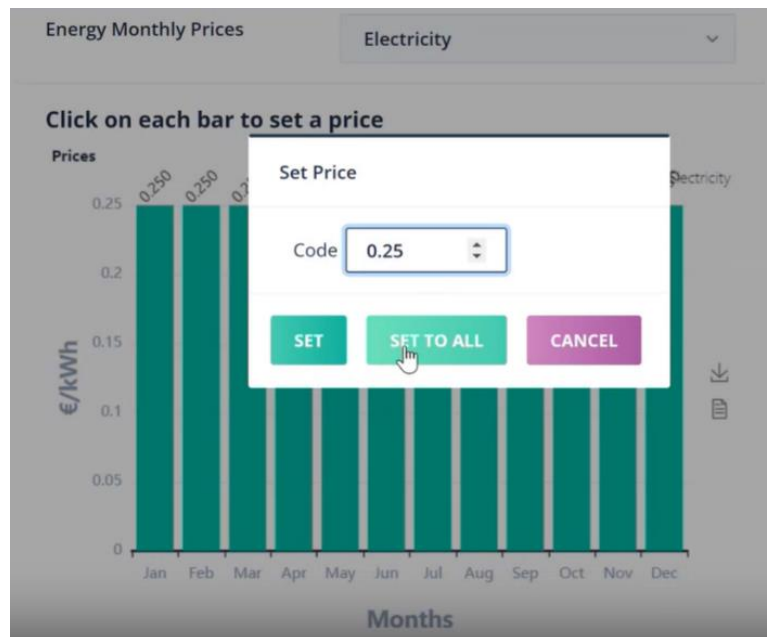 Energy Monthly Prices
Electricity
Click on each bar to set a price
Prices
0.250 0.250
Set Price
0.25
Code 0.25
0.2
SET SET TO ALL CANCEL
0.15
€/kWh
0.1
0.05
0
Jan Feb Mar Apr May Jun Jul Aug Sep Oct Nov Dec
Months